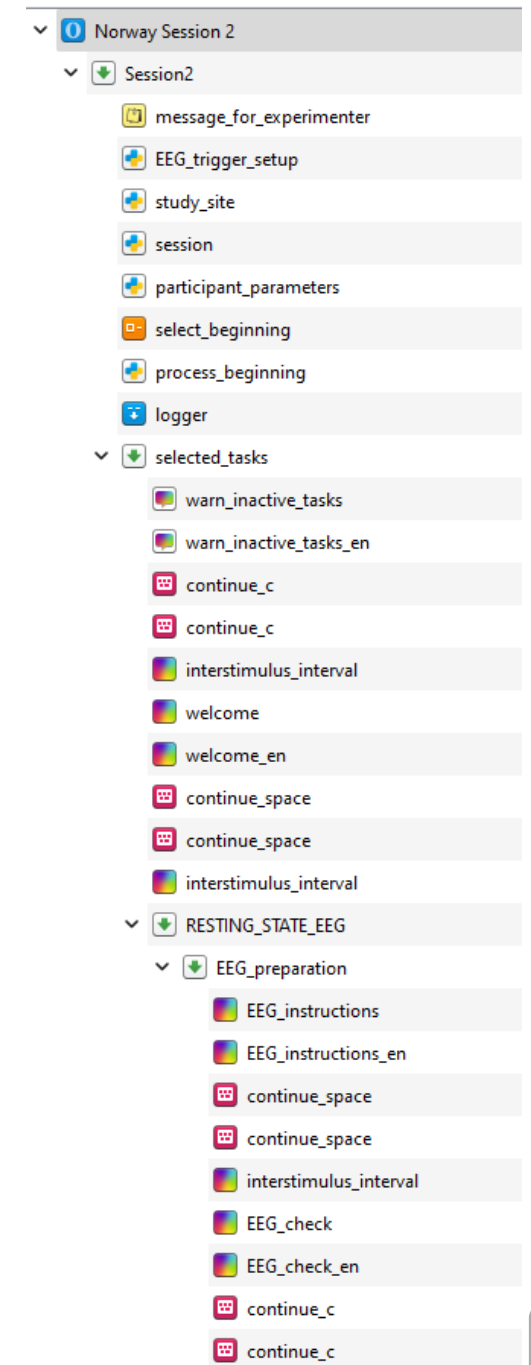 Norway Session 2
Session2
message_for_experimenter
EEG_trigger_setup
study_site
session
participant_parameters
select_beginning
process_beginning
logger
selected_tasks
warn_inactive_tasks
warn_inactive_tasks_en
continue_c
continue_c
interstimulus_interval
welcome
welcome_en
continue_space
continue_space
interstimulus_interval
RESTING_STATE_EEG
EEG_preparation
EEG_instructions
EEG_instructions_en
continue_space
continue_space
interstimulus_interval
EEG_check
EEG_check_en
continue_c
continue_c